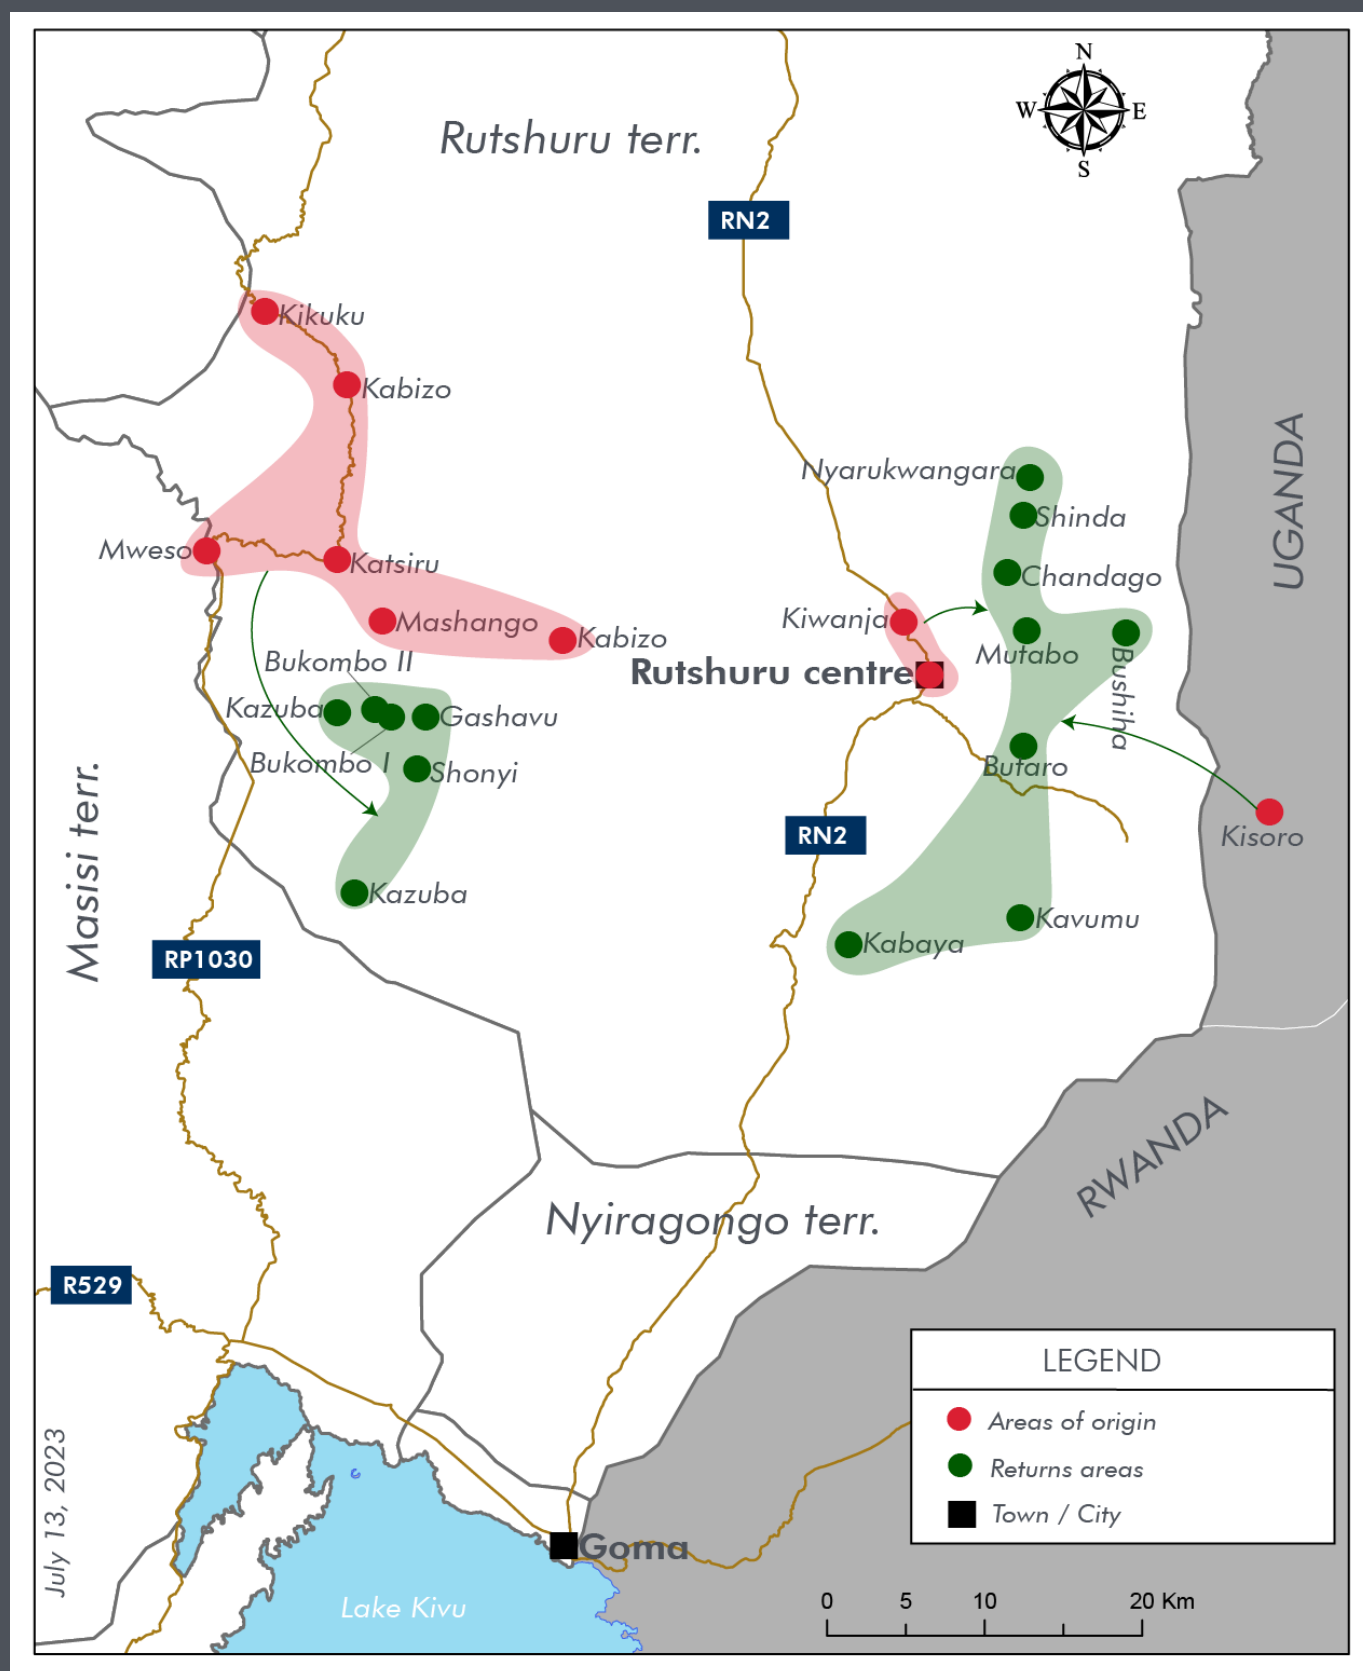 N
W
E
S
Rutshuru terr.
RN2
Kikuku
Kabizo
UGANDA
Nyarukwangara
Shinda
Mweso
Katsiru
Chandago
Mashango
Kabizo
Kiwanja
Mutabo
Bushiha
Bukombo II
Rutshuru centre
Kazuba
Gashavu
Bukombo I
Shonyi
Butaro
Masisi terr.
RN2
Kisoro
Kazuba
Kavumu
Kabaya
RP1030
RWANDA
Nyiragongo terr.
R529
LEGEND
Areas of origin
Returns areas
Town / City
July 13, 2023
Goma
Lake Kivu
0 5 10 20 Km